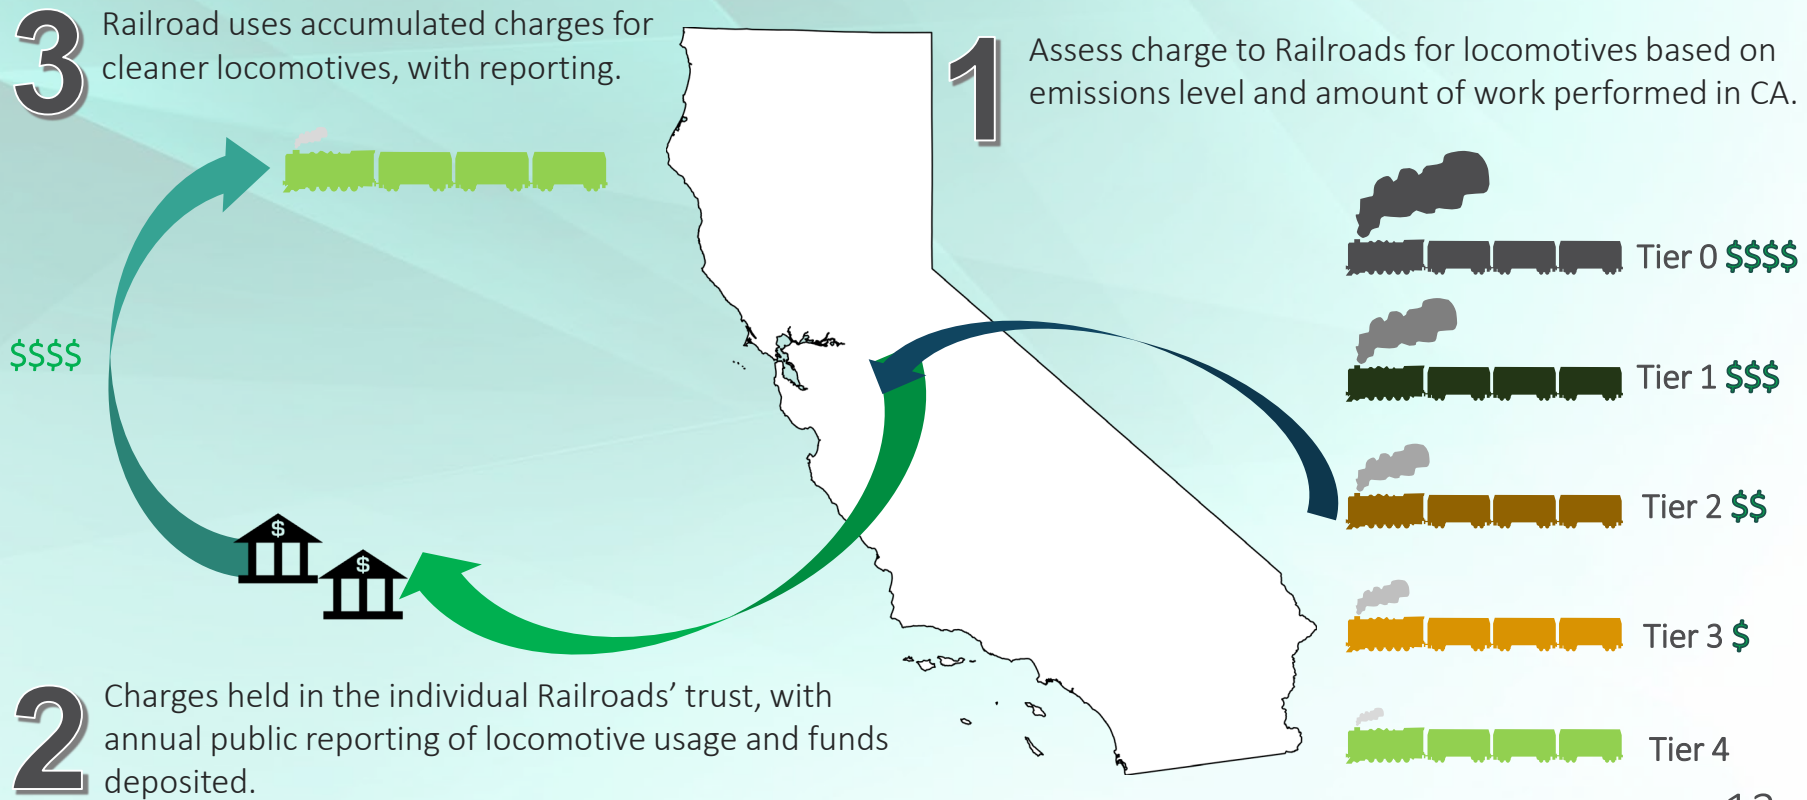 1
Assess charge to Railroads for locomotives based on
emissions level and amount of work performed in CA.
Tier 0 $$$$
Tier 1 $$$
Tier 2 $$
Tier 3 $
Tier 4
2
Charges held in the individual Railroads’ trust, with
annual public reporting of locomotive usage and funds
deposited.
$
$
3
Railroad uses accumulated charges for
cleaner locomotives, with reporting.
$$$$